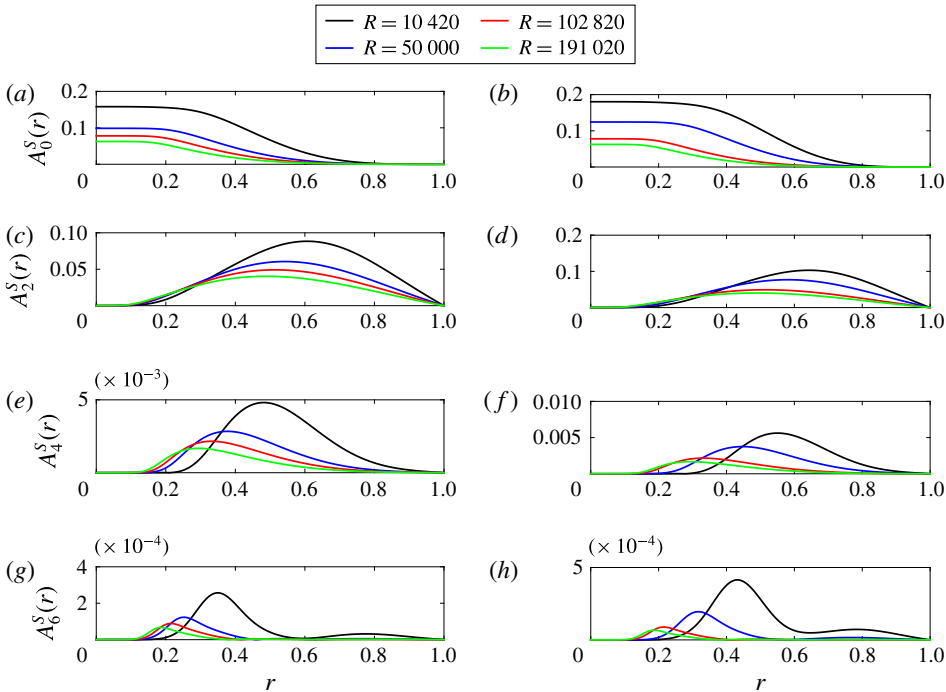 R = 10 420 R = 102 820
R = 50 000 R = 191 020
(a) (b)
0.2 0.2
A_0^S(r) 0.1 0.1
0 0.2 0.4 0.6 0.8 1.0 0 0.2 0.4 0.6 0.8 1.0
(c) (d)
0.10 0.2
A_2^S(r) 0.05 0.1
0 0.2 0.4 0.6 0.8 1.0 0 0.2 0.4 0.6 0.8 1.0
(× 10⁻³)
(e) (f)
5 0.010
A_4^S(r) 0.005
0 0.2 0.4 0.6 0.8 1.0 0 0.2 0.4 0.6 0.8 1.0
(× 10⁻⁴) (× 10⁻⁴)
(g) (h)
4 5
A_6^S(r) 2
0 0.2 0.4 0.6 0.8 1.0 0 0.2 0.4 0.6 0.8 1.0
r r